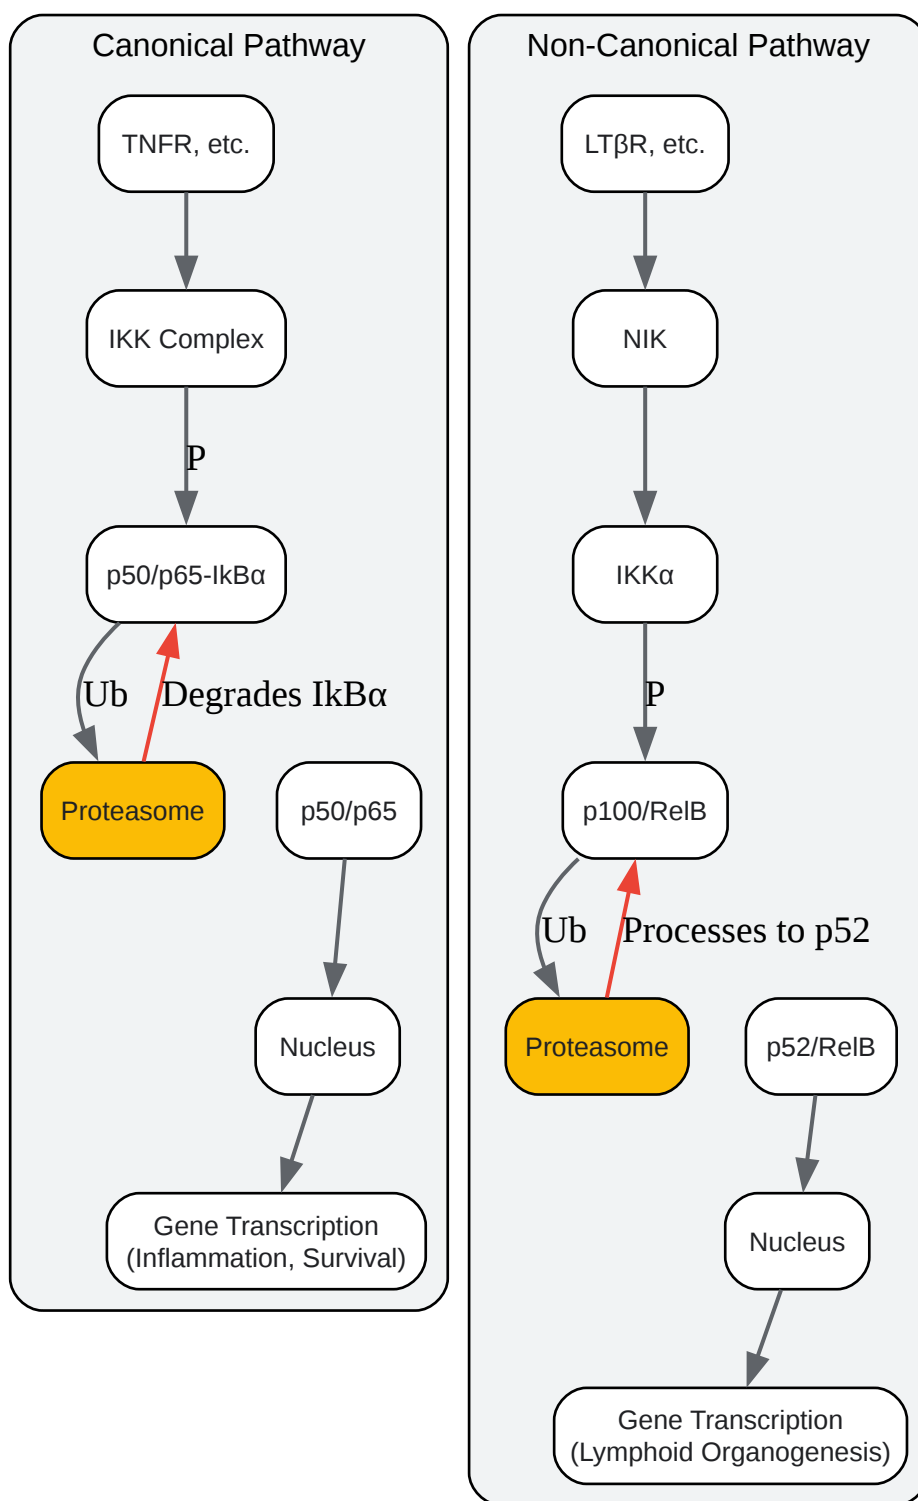 Canonical Pathway
TNFR, etc.
IKK Complex
P
p50/p65-IkBα
Ub
Degrades IkBα
Proteasome
p50/p65
Nucleus
Gene Transcription
(Inflammation, Survival)
Non-Canonical Pathway
LTβR, etc.
NIK
IKKα
P
p100/RelB
Ub
Processes to p52
Proteasome
p52/RelB
Nucleus
Gene Transcription
(Lymphoid Organogenesis)